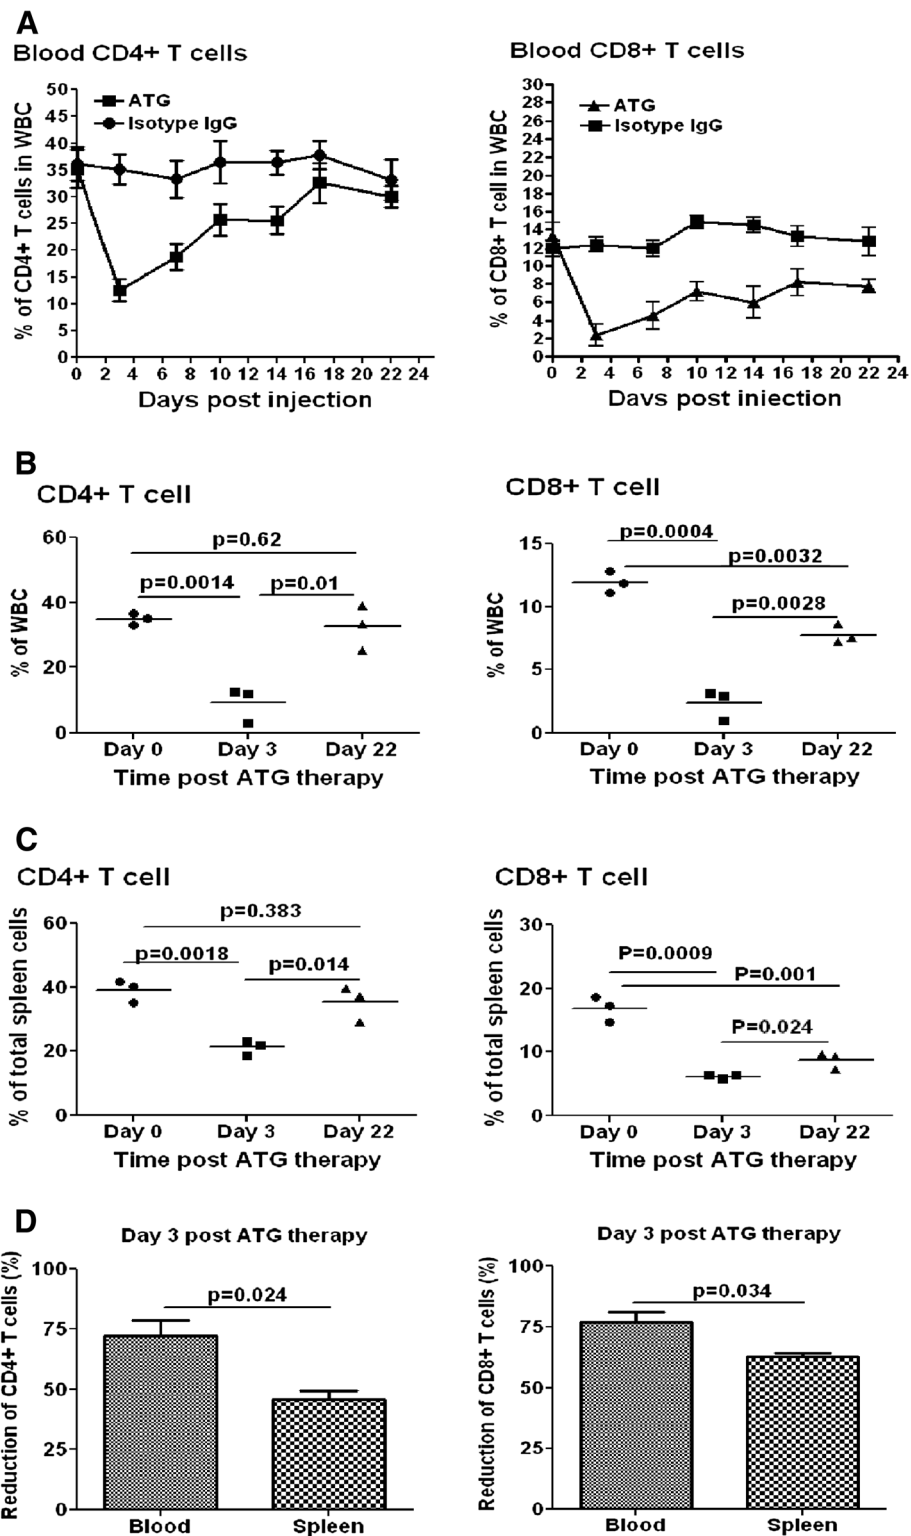 A
Blood CD4+ T cells
% of CD4+ T cells in WBC
50
45
40
35
30
25
20
15
10
5
0
ATG
Isotype IgG
0 2 4 6 8 10 12 14 16 18 20 22 24
Days post injection
Blood CD8+ T cells
% of CD8+ T cell in WBC
30
28
26
24
22
20
18
16
14
12
10
8
6
4
2
0
ATG
Isotype IgG
0 2 4 6 8 10 12 14 16 18 20 22 24
Days post injection
B
CD4+ T cell
% of WBC
60
40
20
0
p=0.62
p=0.0014
p=0.01
Day 0 Day 3 Day 22
Time post ATG therapy
CD8+ T cell
% of WBC
15
10
5
0
p=0.0004
p=0.0032
p=0.0028
Day 0 Day 3 Day 22
Time post ATG therapy
C
CD4+ T cell
% of total spleen cells
60
40
20
0
p=0.383
p=0.0018
p=0.014
Day 0 Day 3 Day 22
Time post ATG therapy
CD8+ T cell
% of total spleen cells
30
20
10
0
P=0.0009
P=0.001
P=0.024
Day 0 Day 3 Day 22
Time post ATG therapy
D
Day 3 post ATG therapy
Reduction of CD4+ T cells (%)
100
75
50
25
0
p=0.024
Blood Spleen
Day 3 post ATG therapy
Reduction of CD8+ T cells (%)
100
75
50
25
0
p=0.034
Blood Spleen